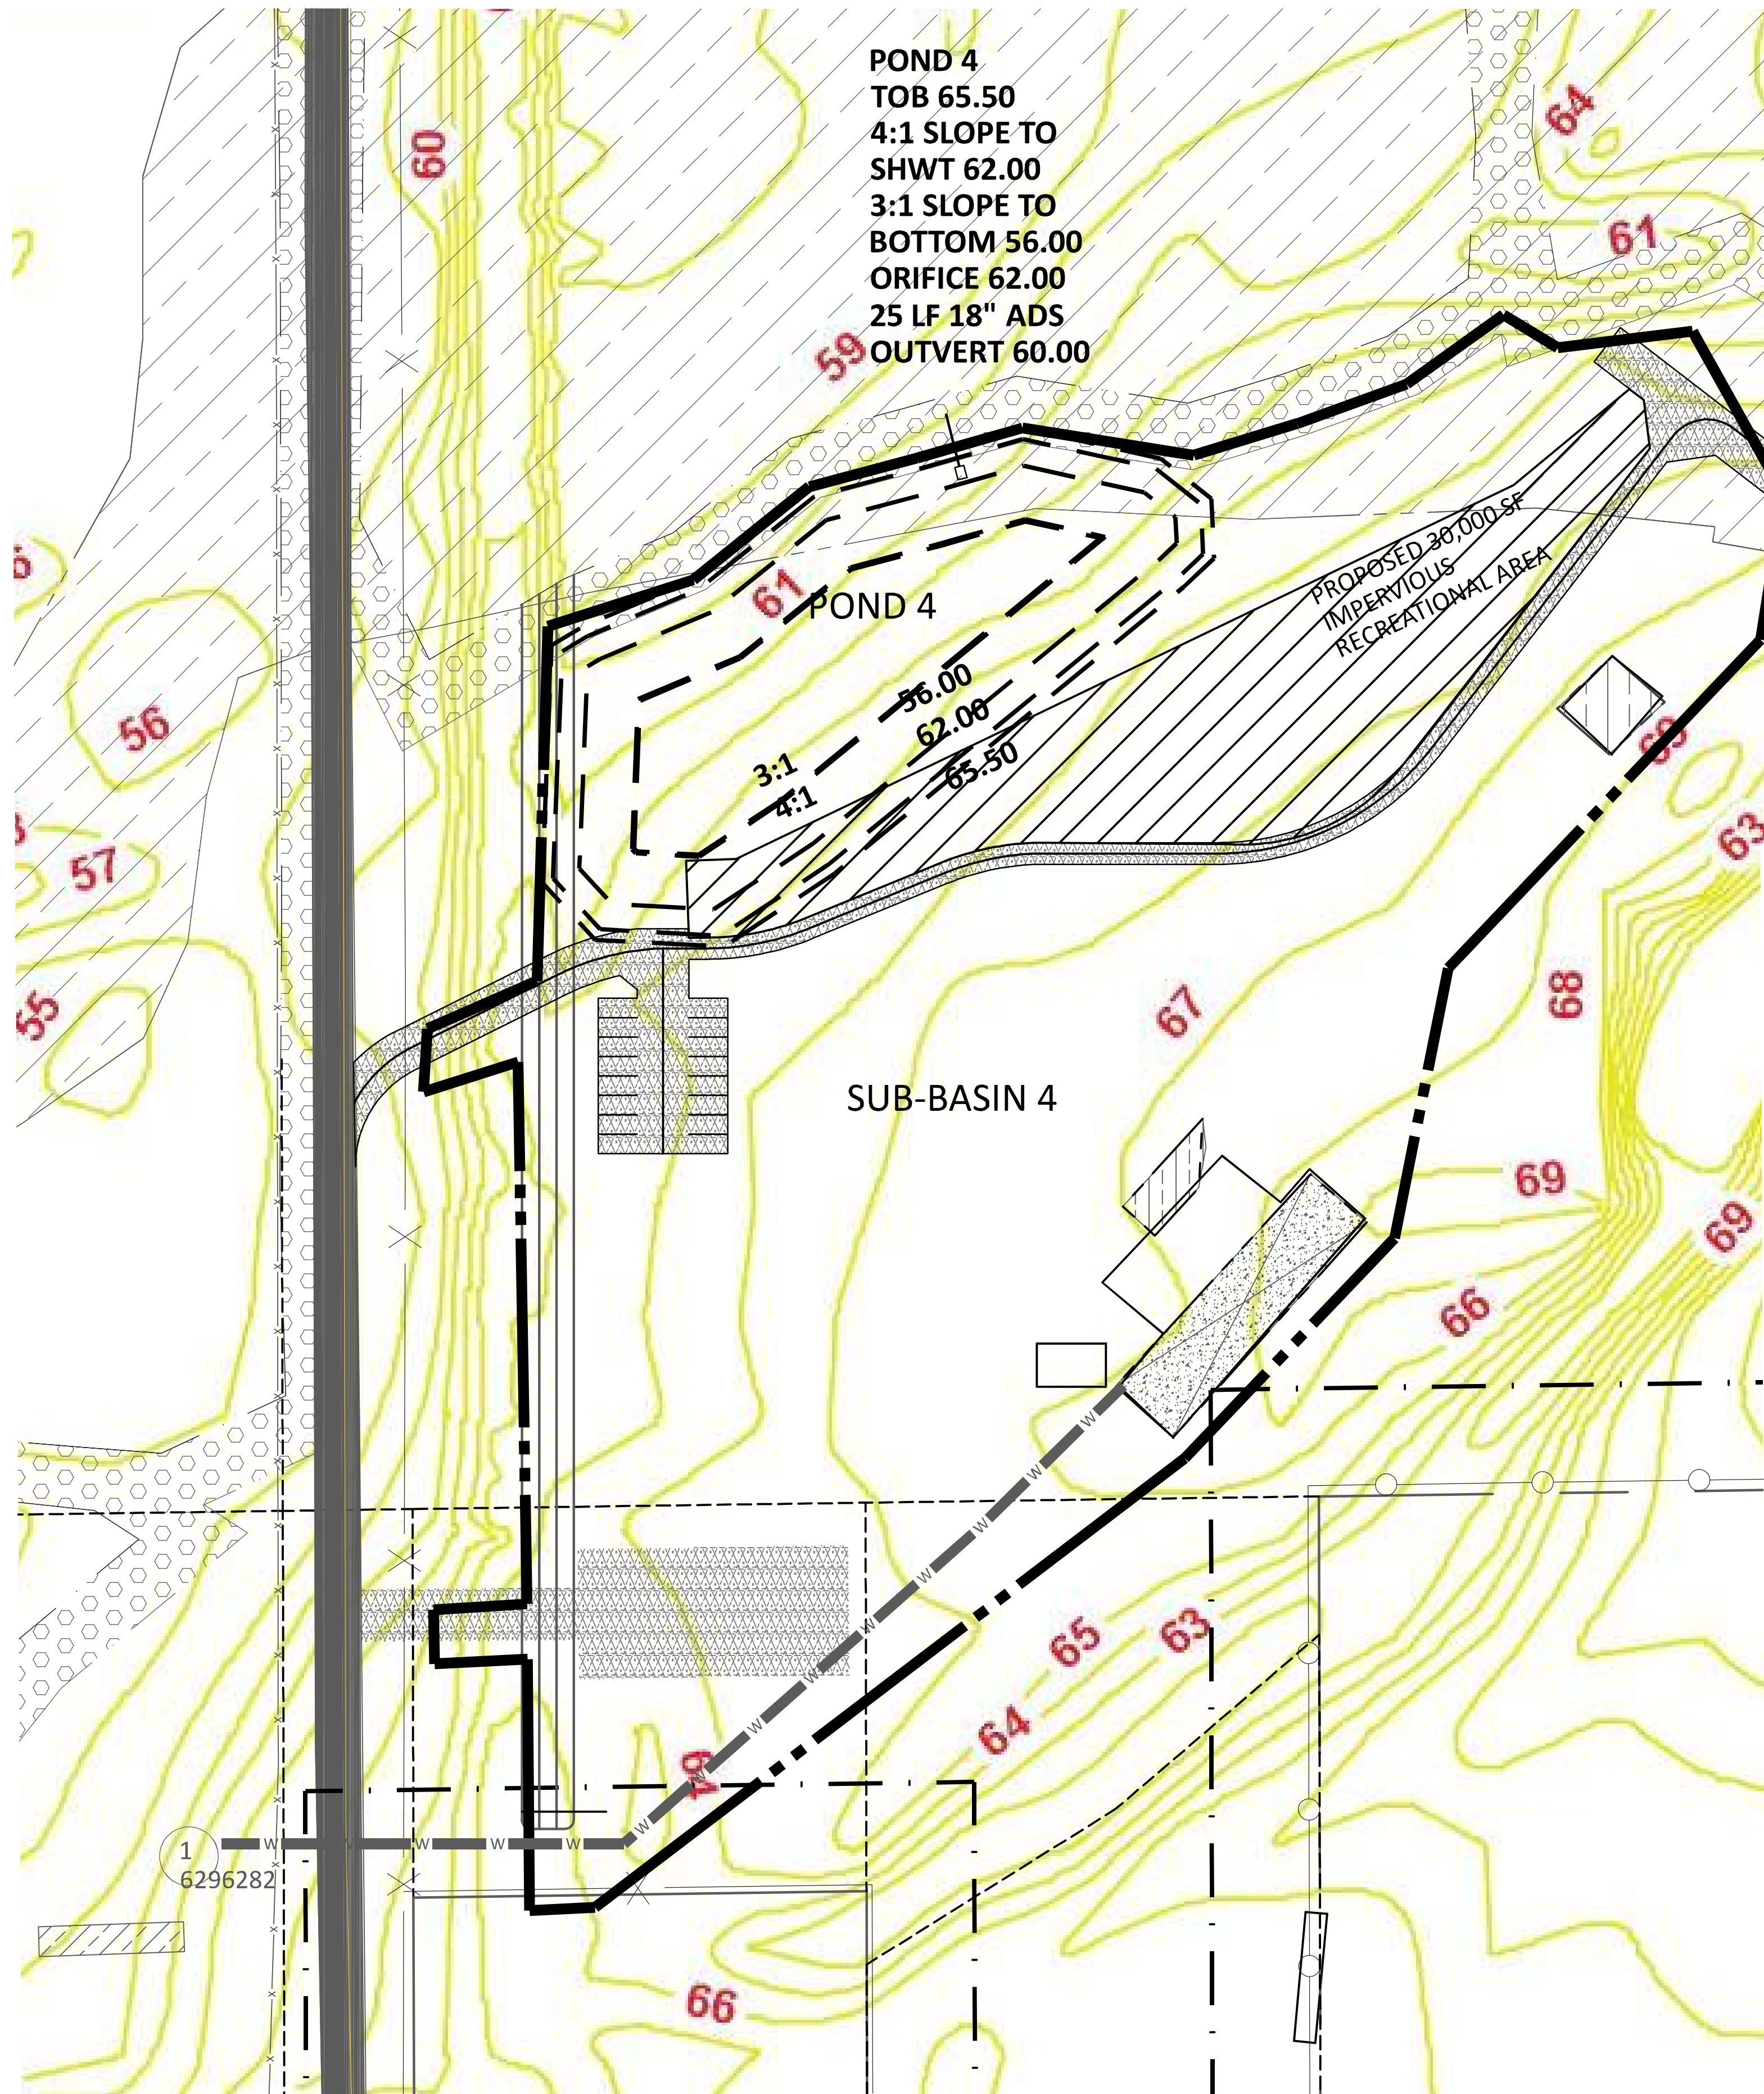 POND 4
TOB 65.50
4:1 SLOPE TO
SHWT 62.00
3:1 SLOPE TO
BOTTOM 56.00
ORIFICE 62.00
25 LF 18" ADS
OUTVERT 60.00
60
64
61
59
PROPOSED 30,000 SF
IMPERVIOUS
RECREATIONAL AREA
61
POND 4
56.00
62.00
65.50
3:1
4:1
56
57
55
69
63
67
68
SUB-BASIN 4
69
69
66
W
W
W
W
W
W
W
W
65
63
64
61
W
W
W
W
W
1
6296282
66